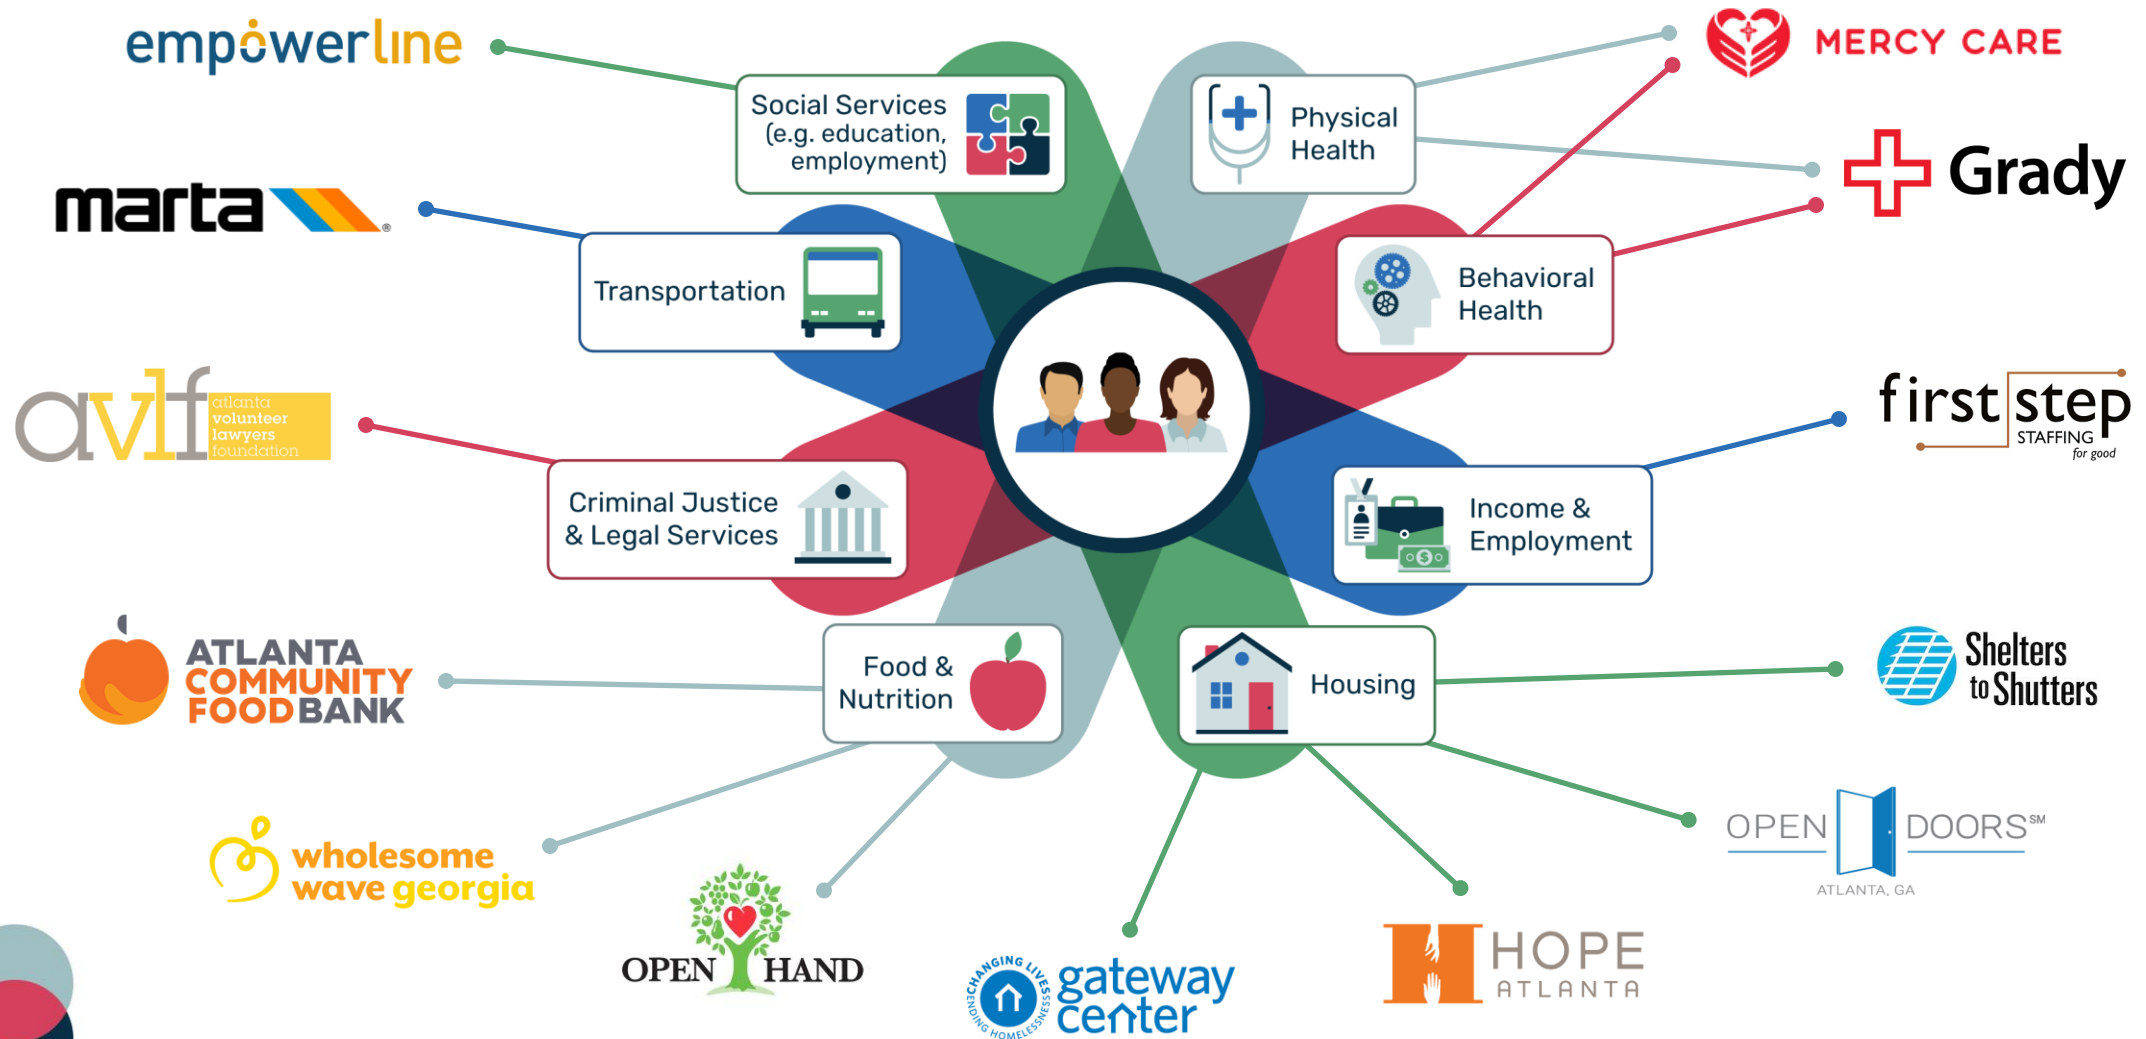 empowerline
marta ®
avlf
atlanta
volunteer
lawyers
foundation
ATLANTA
COMMUNITY
FOOD BANK
wholesome
wave georgia
OPEN HAND
Social Services
(e.g. education,
employment)
Transportation
Criminal Justice
& Legal Services
Food &
Nutrition
Physical
Health
Behavioral
Health
Income &
Employment
Housing
MERCY CARE
Grady
first step
STAFFING
for good
Shelters
to Shutters
OPEN DOORS℠
ATLANTA, GA
HOPE
ATLANTA
CHANGING LIVES
ENDING HOMELESSNESS
gateway
center